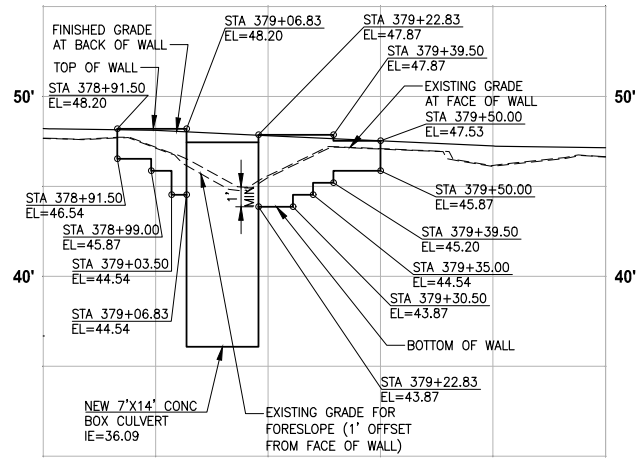 FINISHED GRADE
AT BACK OF WALL
TOP OF WALL
STA 378+91.50
EL=48.20
STA 379+06.83
EL=48.20
STA 379+22.83
EL=47.87
STA 379+39.50
EL=47.87
EXISTING GRADE
AT FACE OF WALL
STA 379+50.00
EL=47.53
50'
50'
STA 378+91.50
EL=46.54
STA 378+99.00
EL=45.87
STA 379+03.50
EL=44.54
STA 379+06.83
EL=44.54
1'
MIN
STA 379+50.00
EL=45.87
STA 379+39.50
EL=45.20
STA 379+35.00
EL=44.54
STA 379+30.50
EL=43.87
40'
40'
BOTTOM OF WALL
STA 379+22.83
EL=43.87
NEW 7'X14' CONC
BOX CULVERT
IE=36.09
EXISTING GRADE FOR
FORESLOPE (1' OFFSET
FROM FACE OF WALL)